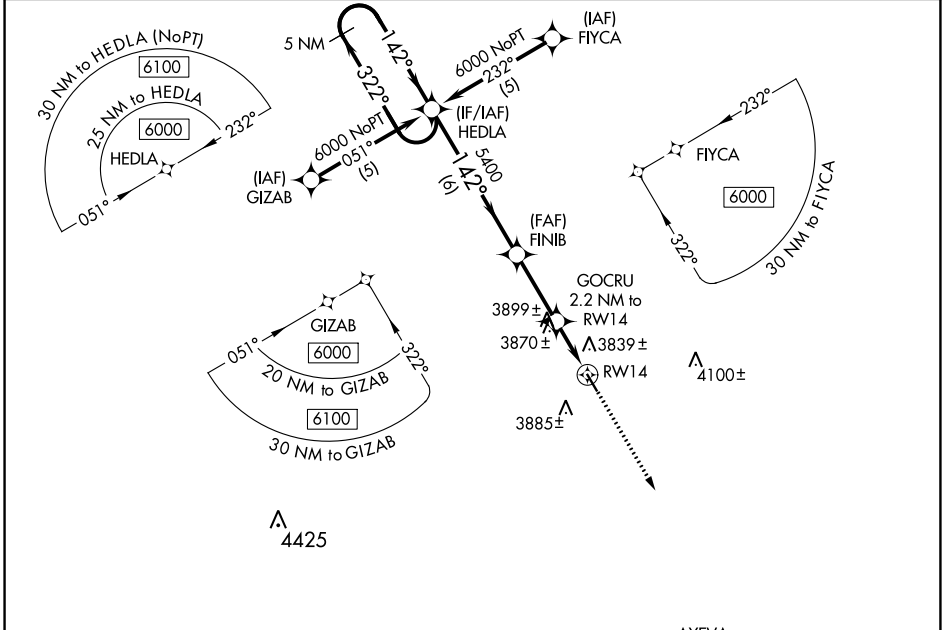 30 NM to HEDLA (NoPT)
6100
25 NM to HEDLA
6000
HEDLA
232°
051°
5 NM
142°
322°
(IAF)
FIYCA
6000 NoPT
232°
(5)
(IF/IAF)
HEDLA
6000 NoPT
051°
(5)
(IAF)
GIZAB
5400
142°
(6)
232°
FIYCA
6000
322°
30 NM to FIYCA
(FAF)
FINIB
GOCRU
2.2 NM to
RW14
3899±
3870±
3839±
RW14
4100±
3885±
GIZAB
051°
6000
322°
20 NM to GIZAB
6100
30 NM to GIZAB
4425